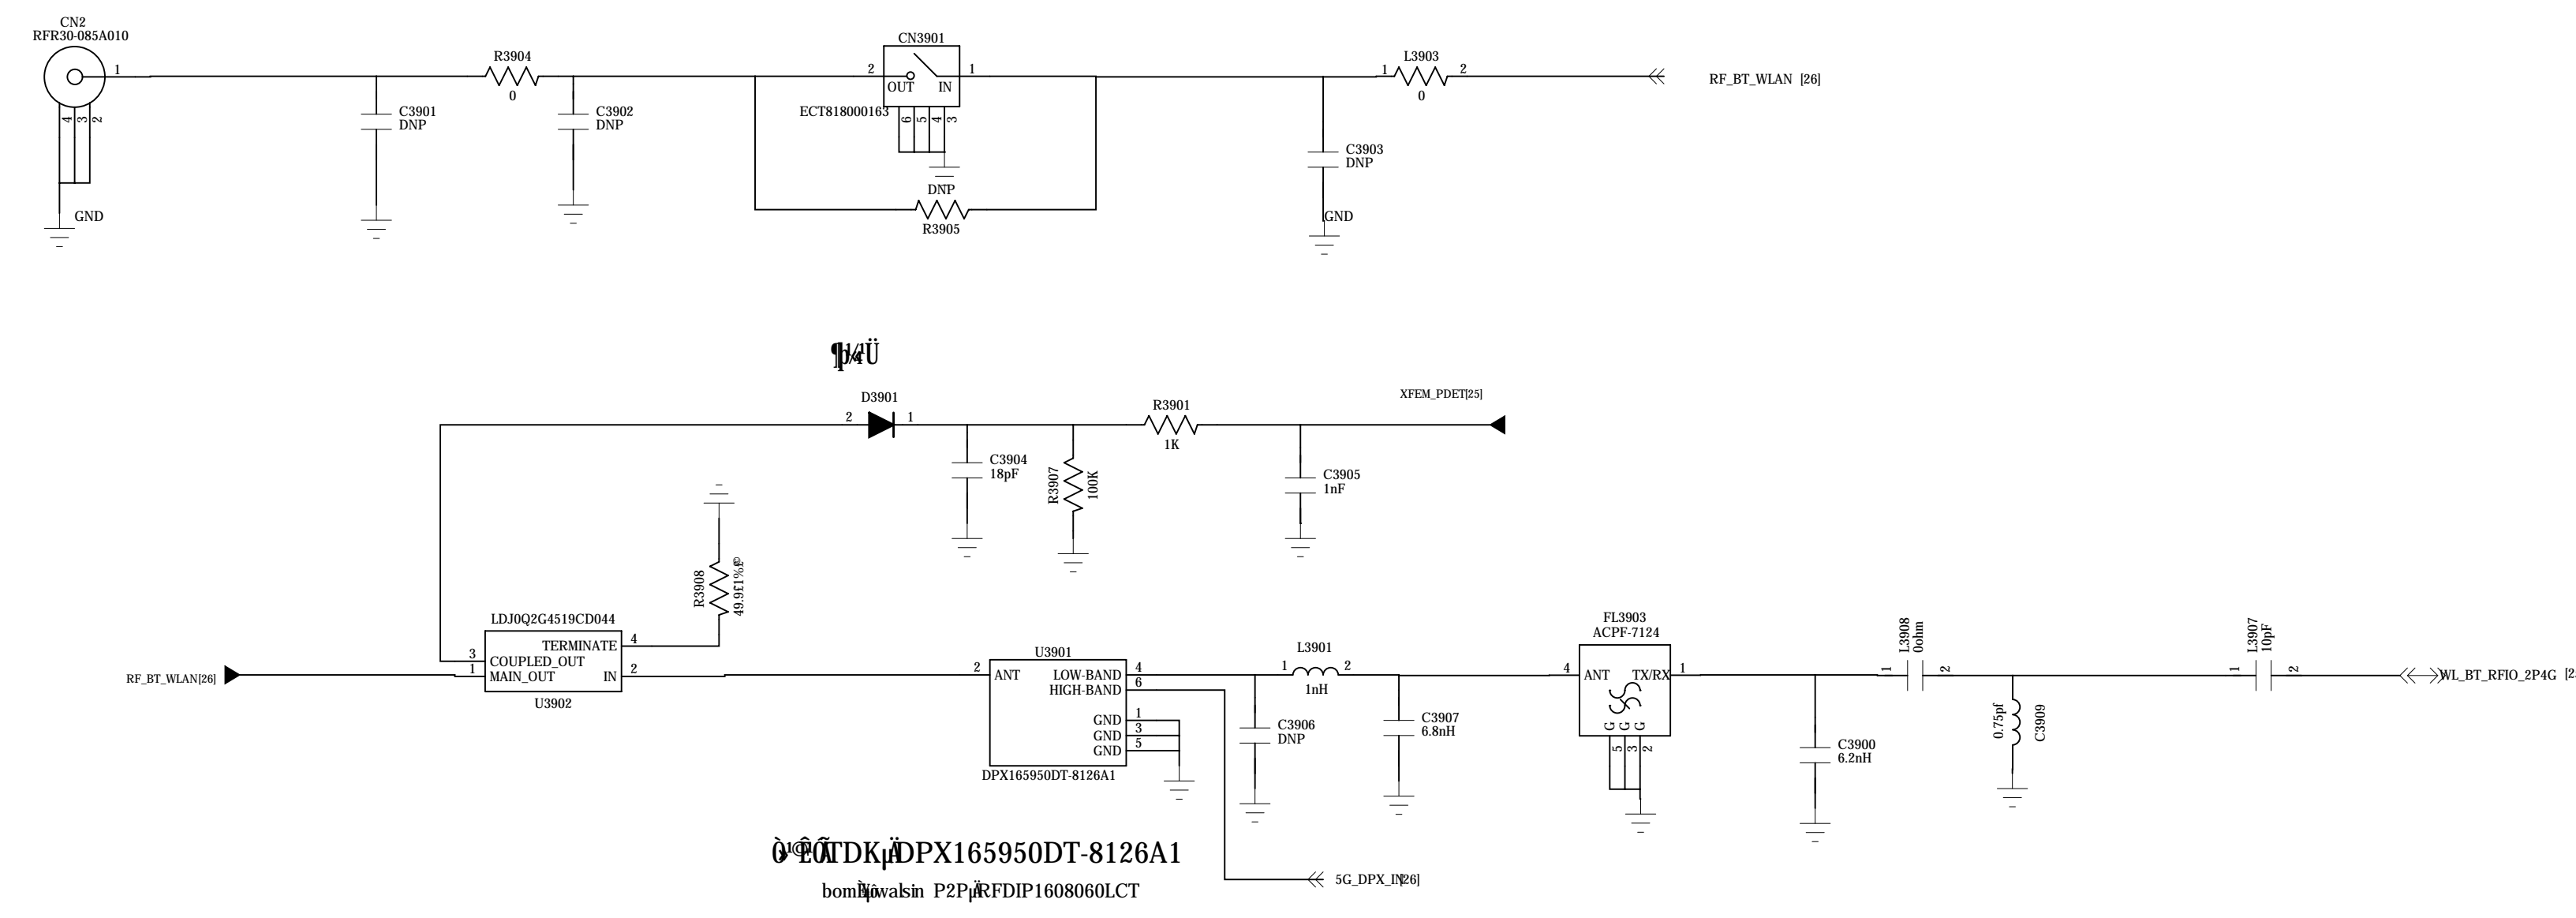 CN2
RFR30-085A010
1
4
3
2
GND
C3901
DNP
R3904
0
C3902
DNP
CN3901
2
1
OUT
IN
ECT818000163
6
5
4
3
DNP
R3905
C3903
DNP
GND
L3903
1
2
0
RF_BT_WLAN [26]
D3901
2
1
C3904
18pF
R3907
100K
R3901
1K
C3905
1nF
XFEM_PDET[25]
R3908
LDJ0Q2G4519CD044
TERMINATE
4
3
COUPLED_OUT
1
MAIN_OUT
IN
2
U3902
RF_BT_WLAN[26]
U3901
2
ANT
LOW-BAND
4
HIGH-BAND
6
GND
1
GND
3
GND
5
DPX165950DT-8126A1
L3901
1
2
1nH
C3906
DNP
C3907
6.8nH
FL3903
ACPF-7124
4
ANT
TX/RX
1
G
G
G
5
3
2
C3900
6.2nH
L3908
0ohm
1
2
0.75pf
C3909
L3907
10pF
1
2
WL_BT_RFIO_2P4G
DPX165950DT-8126A1
P2P
RFDIP1608060LCT
5G_DPX_IN[26]